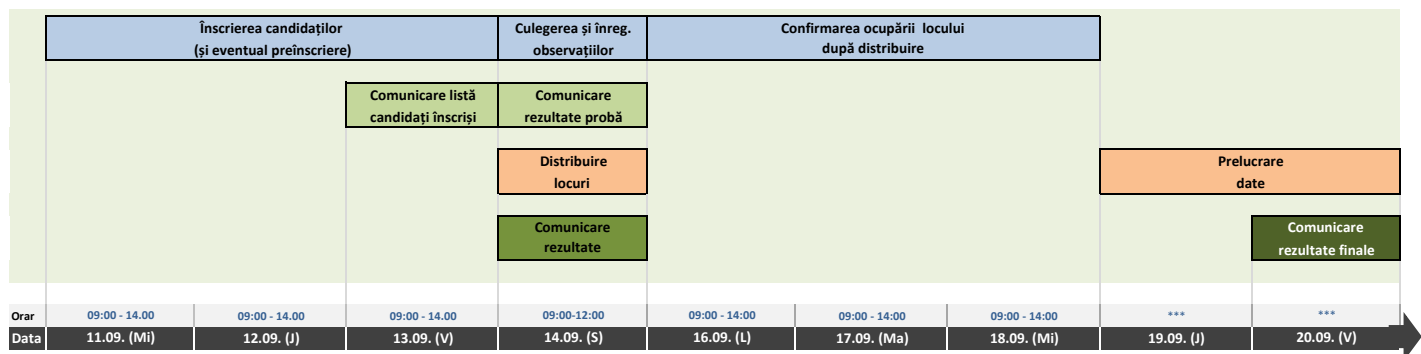 Înscrierea candidaților
(și eventual preînscriere)
Culegerea și înreg.
observațiilor
Confirmarea ocupării locului
după distribuire
Comunicare listă
candidați înscriși
Comunicare
rezultate probă
Distribuire
locuri
Prelucrare
date
Comunicare
rezultate
Comunicare
rezultate finale
Orar 09:00 - 14.00 09:00 - 14.00 09:00 - 14.00 09:00-12:00 09:00 - 14:00 09:00 - 14:00 09:00 - 14:00 *** ***
Data 11.09. (Mi) 12.09. (J) 13.09. (V) 14.09. (S) 16.09. (L) 17.09. (Ma) 18.09. (Mi) 19.09. (J) 20.09. (V)